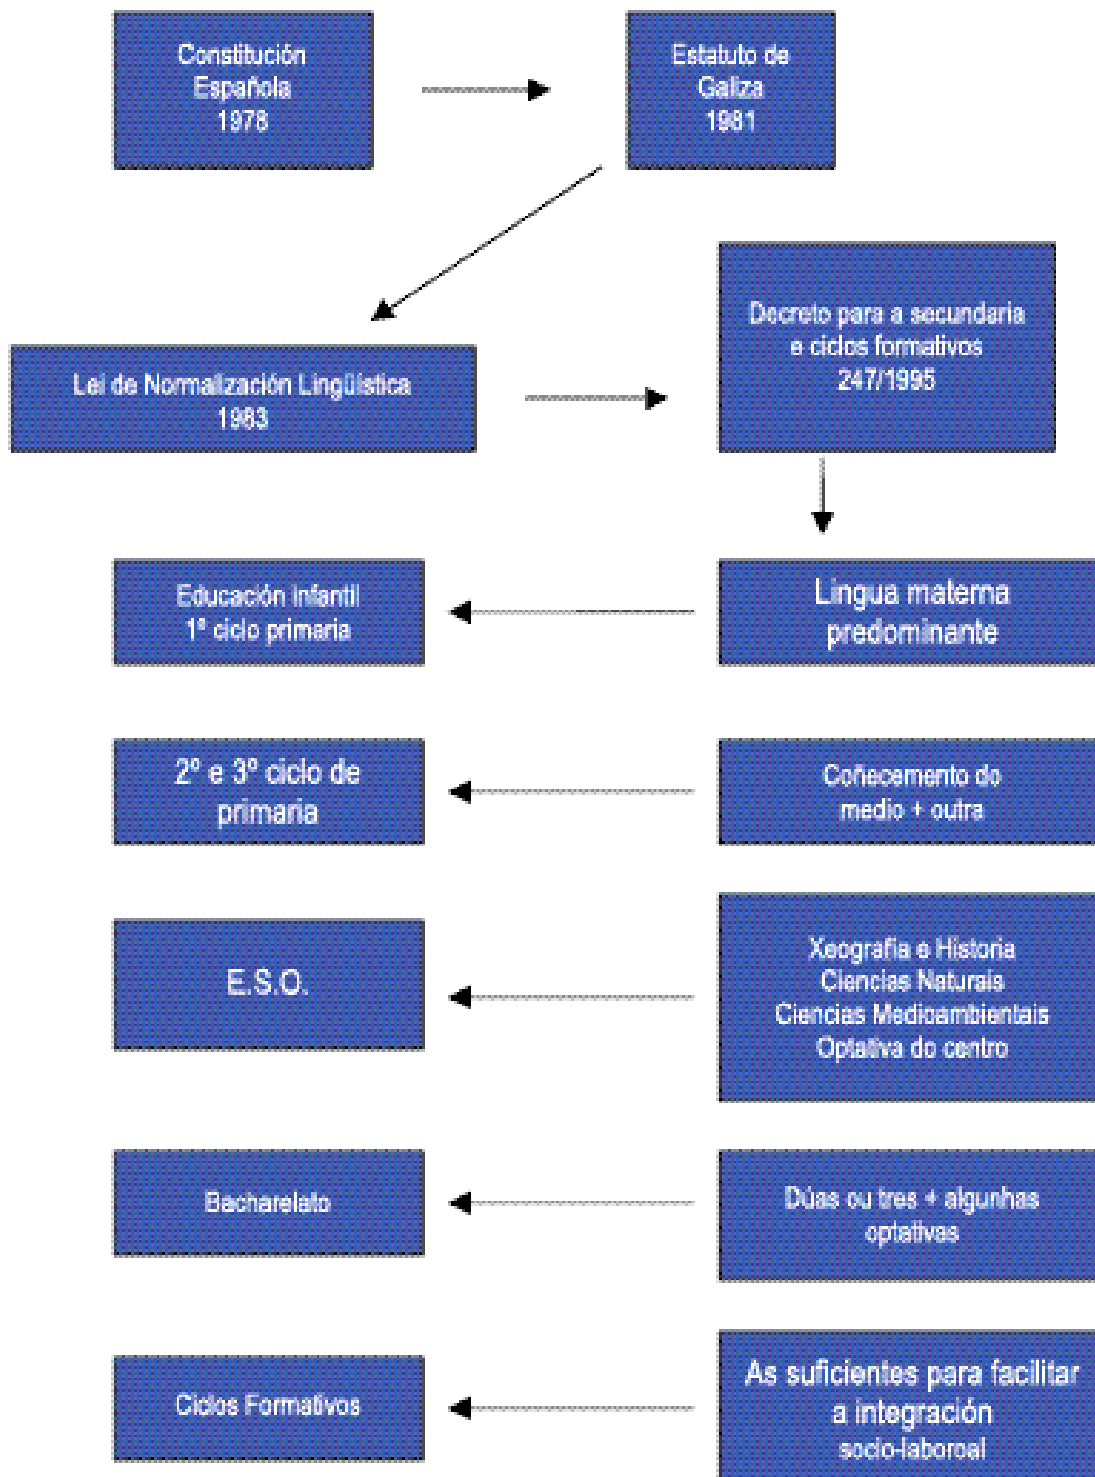 Constitución
Española
1978
Estatuto de
Galiza
1981
Decreto para a secundaria
e ciclos formativos
247/1995
Lei de Normalización Lingüística
1983
Educación Infantil
1º ciclo primaria
Lingua materna
predominante
2º e 3º ciclo de
primaria
Coñecemento do
medio + outra
E.S.O.
Xeografia e Historia
Ciencias Naturais
Ciencias Medioambientais
Optativa do centro
Bacharelato
Dúas ou tres + algunhas
optativas
Ciclos Formativos
As suficientes para facilitar
a integración
socio-laboroal